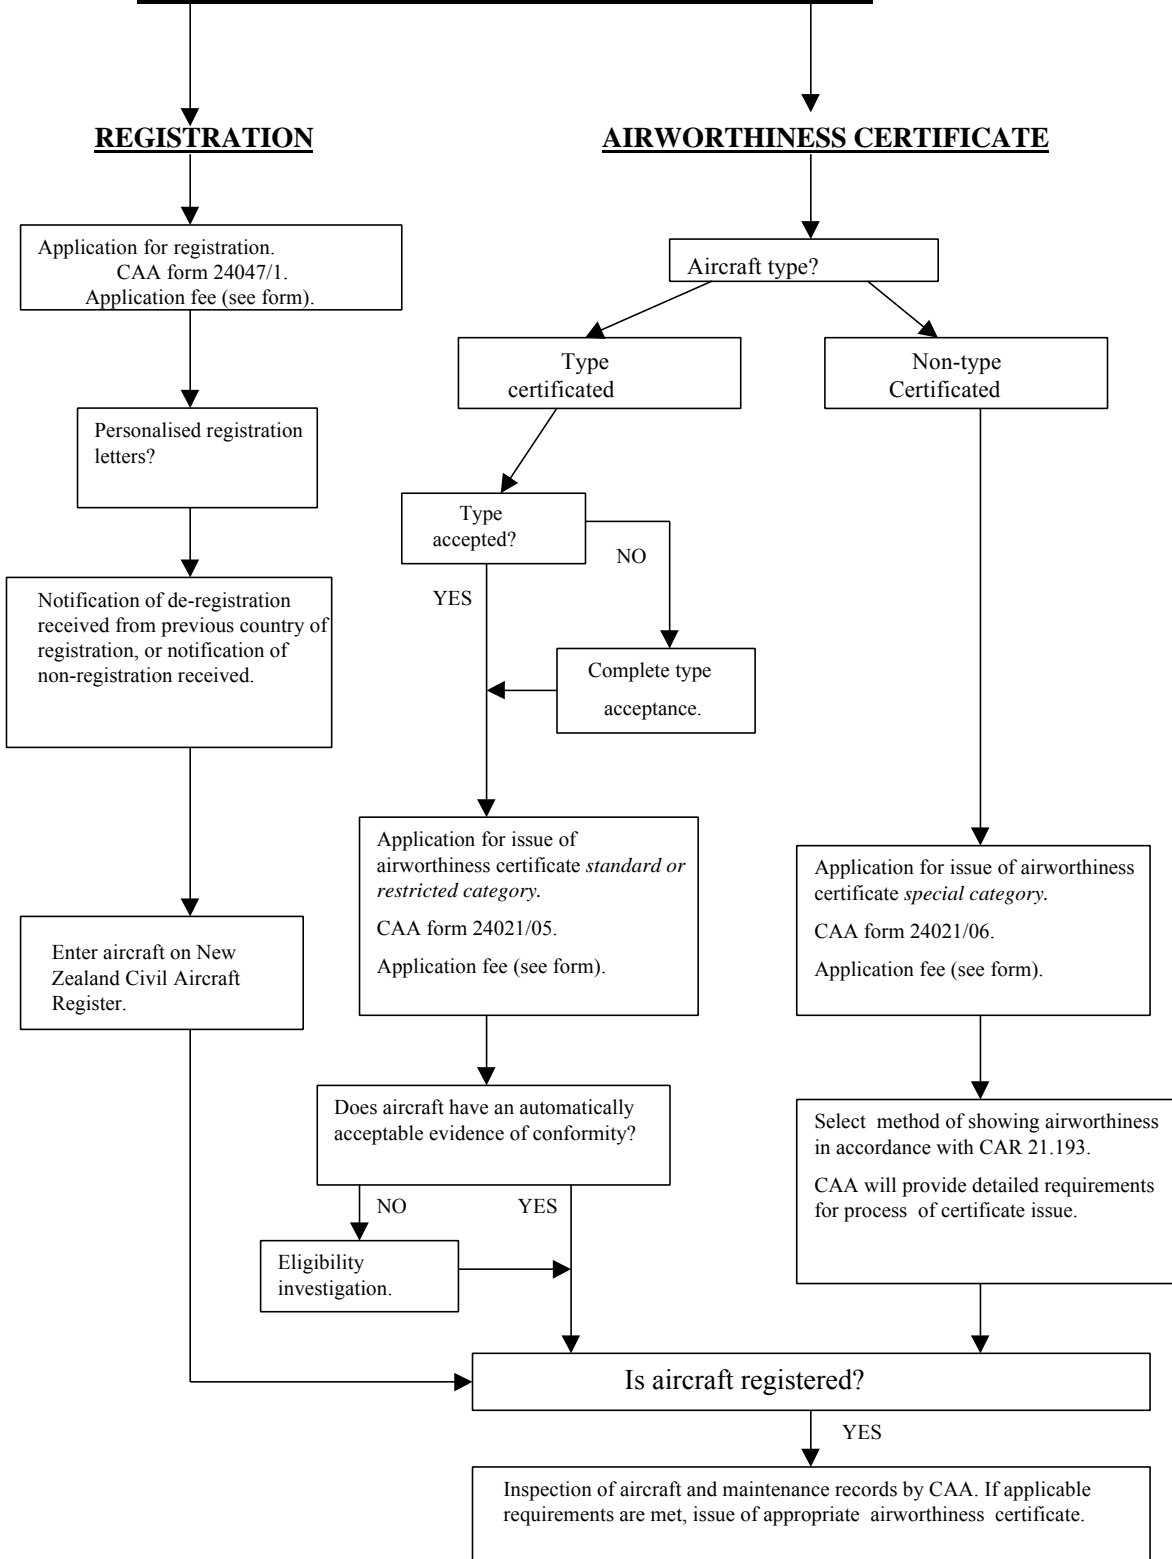 REGISTRATION
AIRWORTHINESS CERTIFICATE
Application for registration.
CAA form 24047/1.
Application fee (see form).
Aircraft type?
Type
certificated
Non-type
Certificated
Personalised registration
letters?
Type
accepted?
NO
YES
Notification of de-registration
received from previous country of
registration, or notification of
non-registration received.
Complete type
acceptance.
Application for issue of
airworthiness certificate standard or
restricted category.
CAA form 24021/05.
Application fee (see form).
Application for issue of airworthiness
certificate special category.
CAA form 24021/06.
Application fee (see form).
Enter aircraft on New
Zealand Civil Aircraft
Register.
Does aircraft have an automatically
acceptable evidence of conformity?
Select method of showing airworthiness
in accordance with CAR 21.193.
CAA will provide detailed requirements
for process of certificate issue.
NO
YES
Eligibility
investigation.
Is aircraft registered?
YES
Inspection of aircraft and maintenance records by CAA. If applicable
requirements are met, issue of appropriate airworthiness certificate.